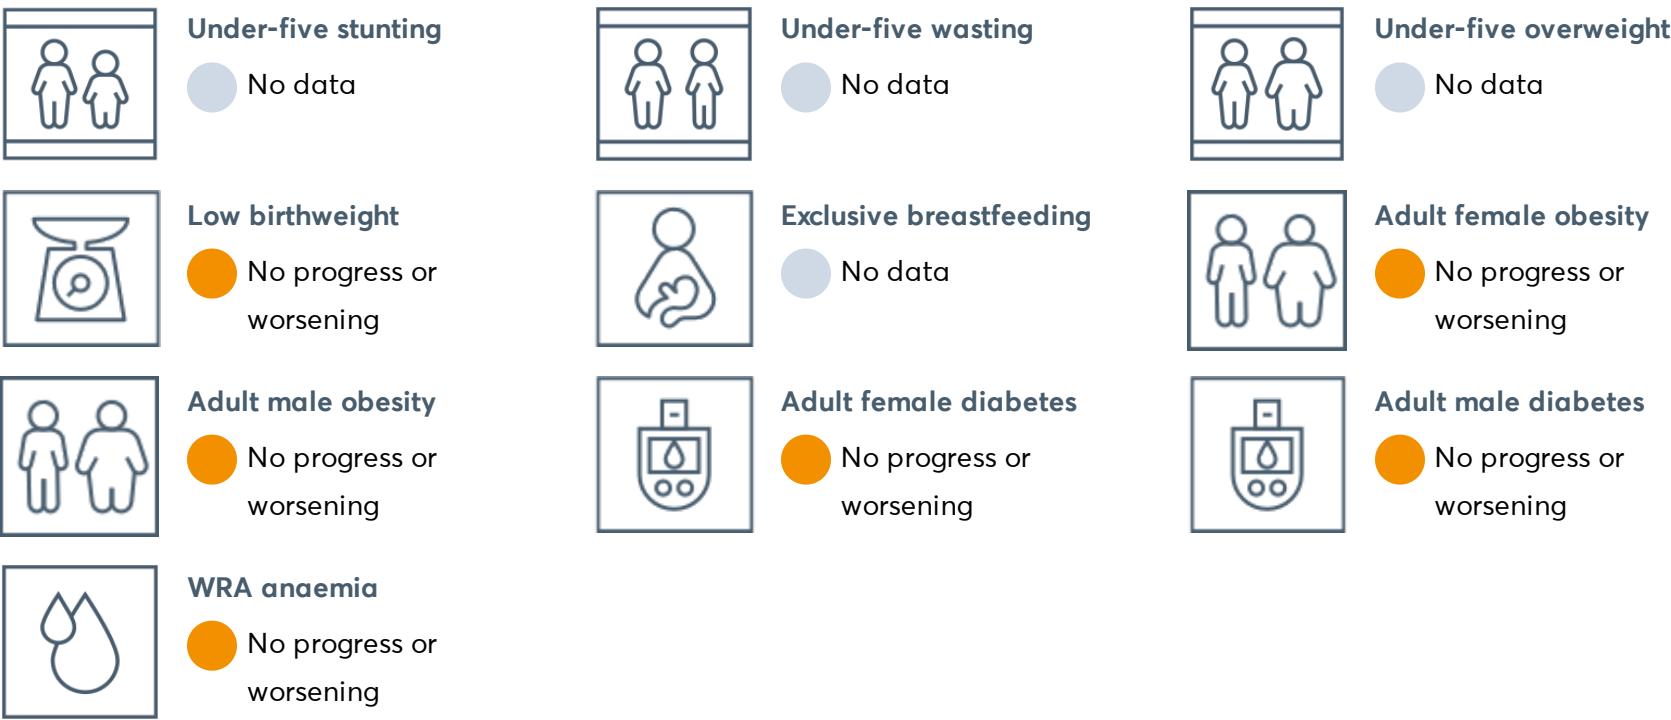 Under-five stunting
No data
Under-five wasting
No data
Under-five overweight
No data
Low birthweight
No progress or
worsening
Exclusive breastfeeding
No data
Adult female obesity
No progress or
worsening
Adult male obesity
No progress or
worsening
Adult female diabetes
No progress or
worsening
Adult male diabetes
No progress or
worsening
WRA anaemia
No progress or
worsening